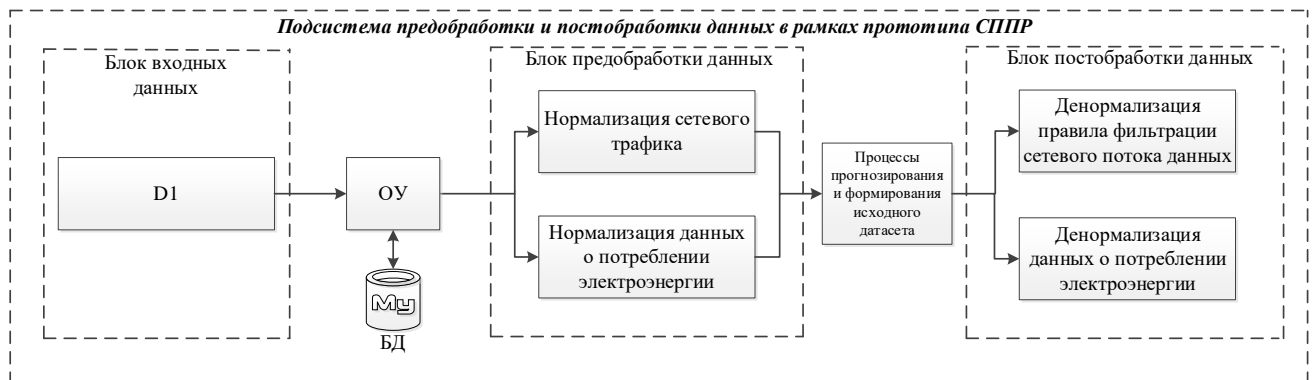 Подсистема предобработки и постобработки данных в рамках прототипа СППР
Блок входных
данных
D1
ОУ
My
БД
Блок предобработки данных
Нормализация сетевого
трафика
Нормализация данных
о потреблении
электроэнергии
Процессы
прогнозирования
и формирования
исходного
датасета
Блок постобработки данных
Денормализация
правила фильтрации
сетевого потока данных
Денормализация
данных о потреблении
электроэнергии